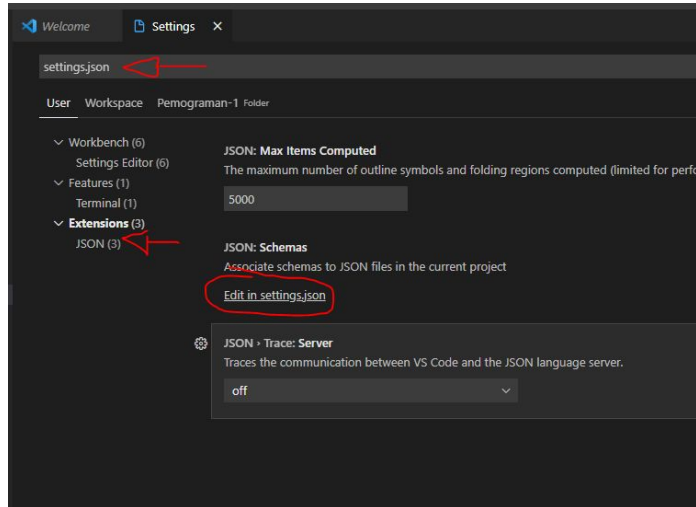 Welcome
Settings
settings.json
User Workspace Pemograman-1 Folder
Workbench (6)
Settings Editor (6)
Features (1)
Terminal (1)
Extensions (3)
JSON (3)
JSON: Max Items Computed
The maximum number of outline symbols and folding regions computed (limited for
5000
JSON: Schemas
Associate schemas to JSON files in the current project
Edit in settings.json
JSON › Trace: Server
Traces the communication between VS Code and the JSON language server.
off